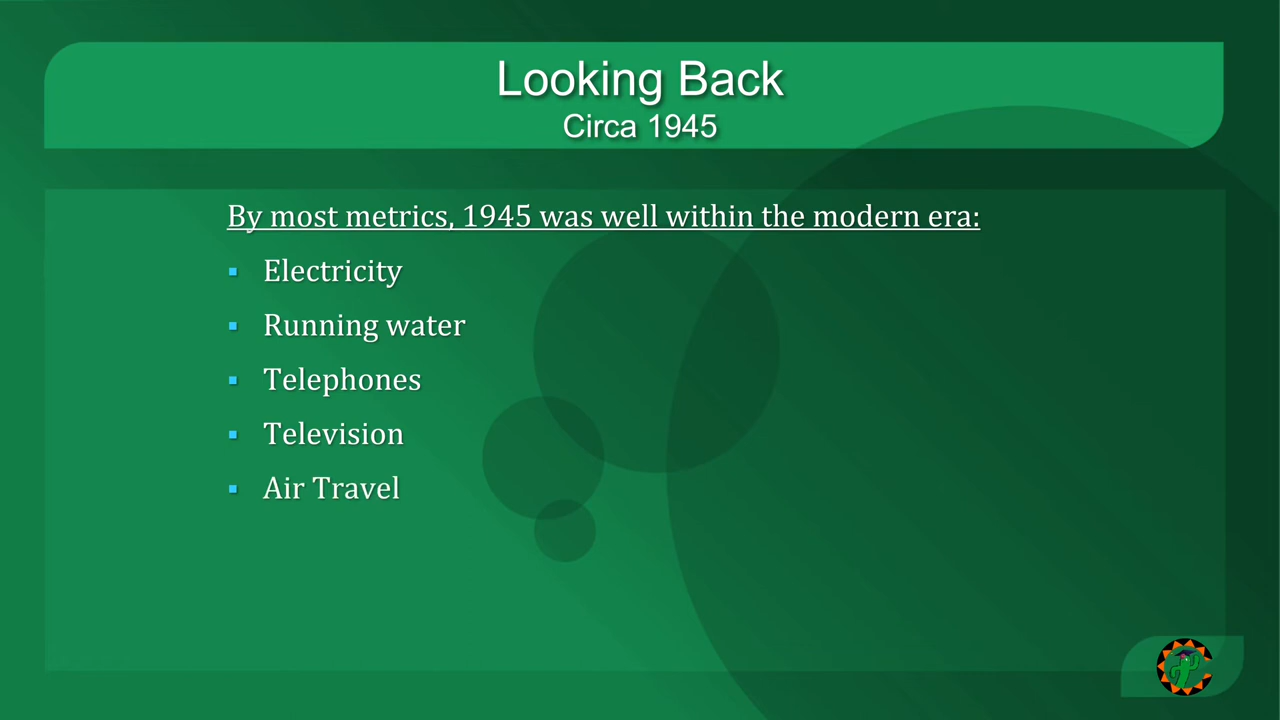 Looking Back
Circa 1945
By most metrics, 1945 was well within the modern era:
▪ Electricity
▪ Running water
▪ Telephones
▪ Television
▪ Air Travel